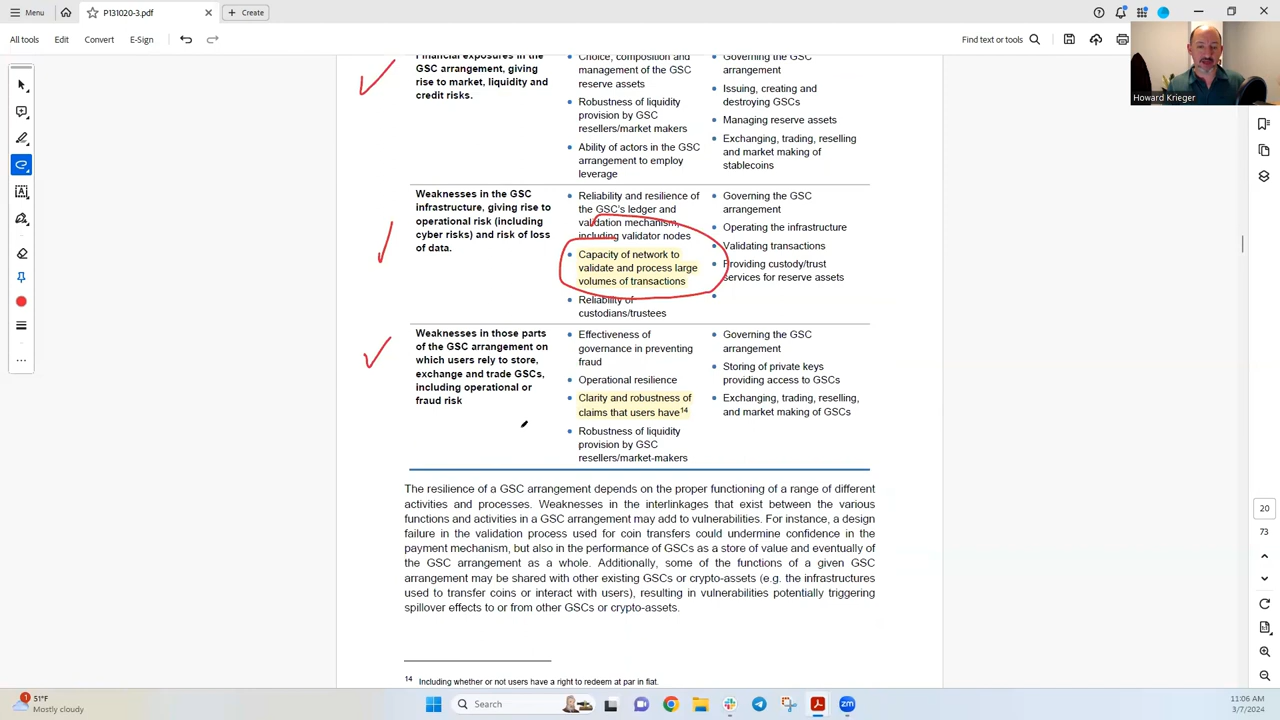 Menu
P131020-3.pdf
Create
All tools
Edit
Convert
E-Sign
Find text or tools
Howard Krieger
Financial exposures in the
GSC arrangement, giving
rise to market, liquidity and
credit risks.
Choice, composition and
management of the GSC
reserve assets
Robustness of liquidity
provision by GSC
resellers/market makers
Ability of actors in the GSC
arrangement to employ
leverage
Governing the GSC
arrangement
Issuing, creating and
destroying GSCs
Managing reserve assets
Exchanging, trading, reselling
and market making of
stablecoins
Weaknesses in the GSC
infrastructure, giving rise to
operational risk (including
cyber risks) and risk of loss
of data.
Reliability and resilience of
the GSC's ledger and
validation mechanism,
including validator nodes
Capacity of network to
validate and process large
volumes of transactions
Reliability of
custodians/trustees
Governing the GSC
arrangement
Operating the infrastructure
Validating transactions
Providing custody/trust
services for reserve assets
Weaknesses in those parts
of the GSC arrangement on
which users rely to store,
exchange and trade GSCs,
including operational or
fraud risk
Effectiveness of
governance in preventing
fraud
Operational resilience
Clarity and robustness of
claims that users have14
Robustness of liquidity
provision by GSC
resellers/market-makers
Governing the GSC
arrangement
Storing of private keys
providing access to GSCs
Exchanging, trading, reselling,
and market making of GSCs
The resilience of a GSC arrangement depends on the proper functioning of a range of different
activities and processes. Weaknesses in the interlinkages that exist between the various
functions and activities in a GSC arrangement may add to vulnerabilities. For instance, a design
failure in the validation process used for coin transfers could undermine confidence in the
payment mechanism, but also in the performance of GSCs as a store of value and eventually of
the GSC arrangement as a whole. Additionally, some of the functions of a given GSC
arrangement may be shared with other existing GSCs or crypto-assets (e.g. the infrastructures
used to transfer coins or interact with users), resulting in vulnerabilities potentially triggering
spillover effects to or from other GSCs or crypto-assets.
14 Including whether or not users have a right to redeem at par in fiat.
20
73
1
51°F
Mostly cloudy
Search
zm
11:06 AM
3/7/2024